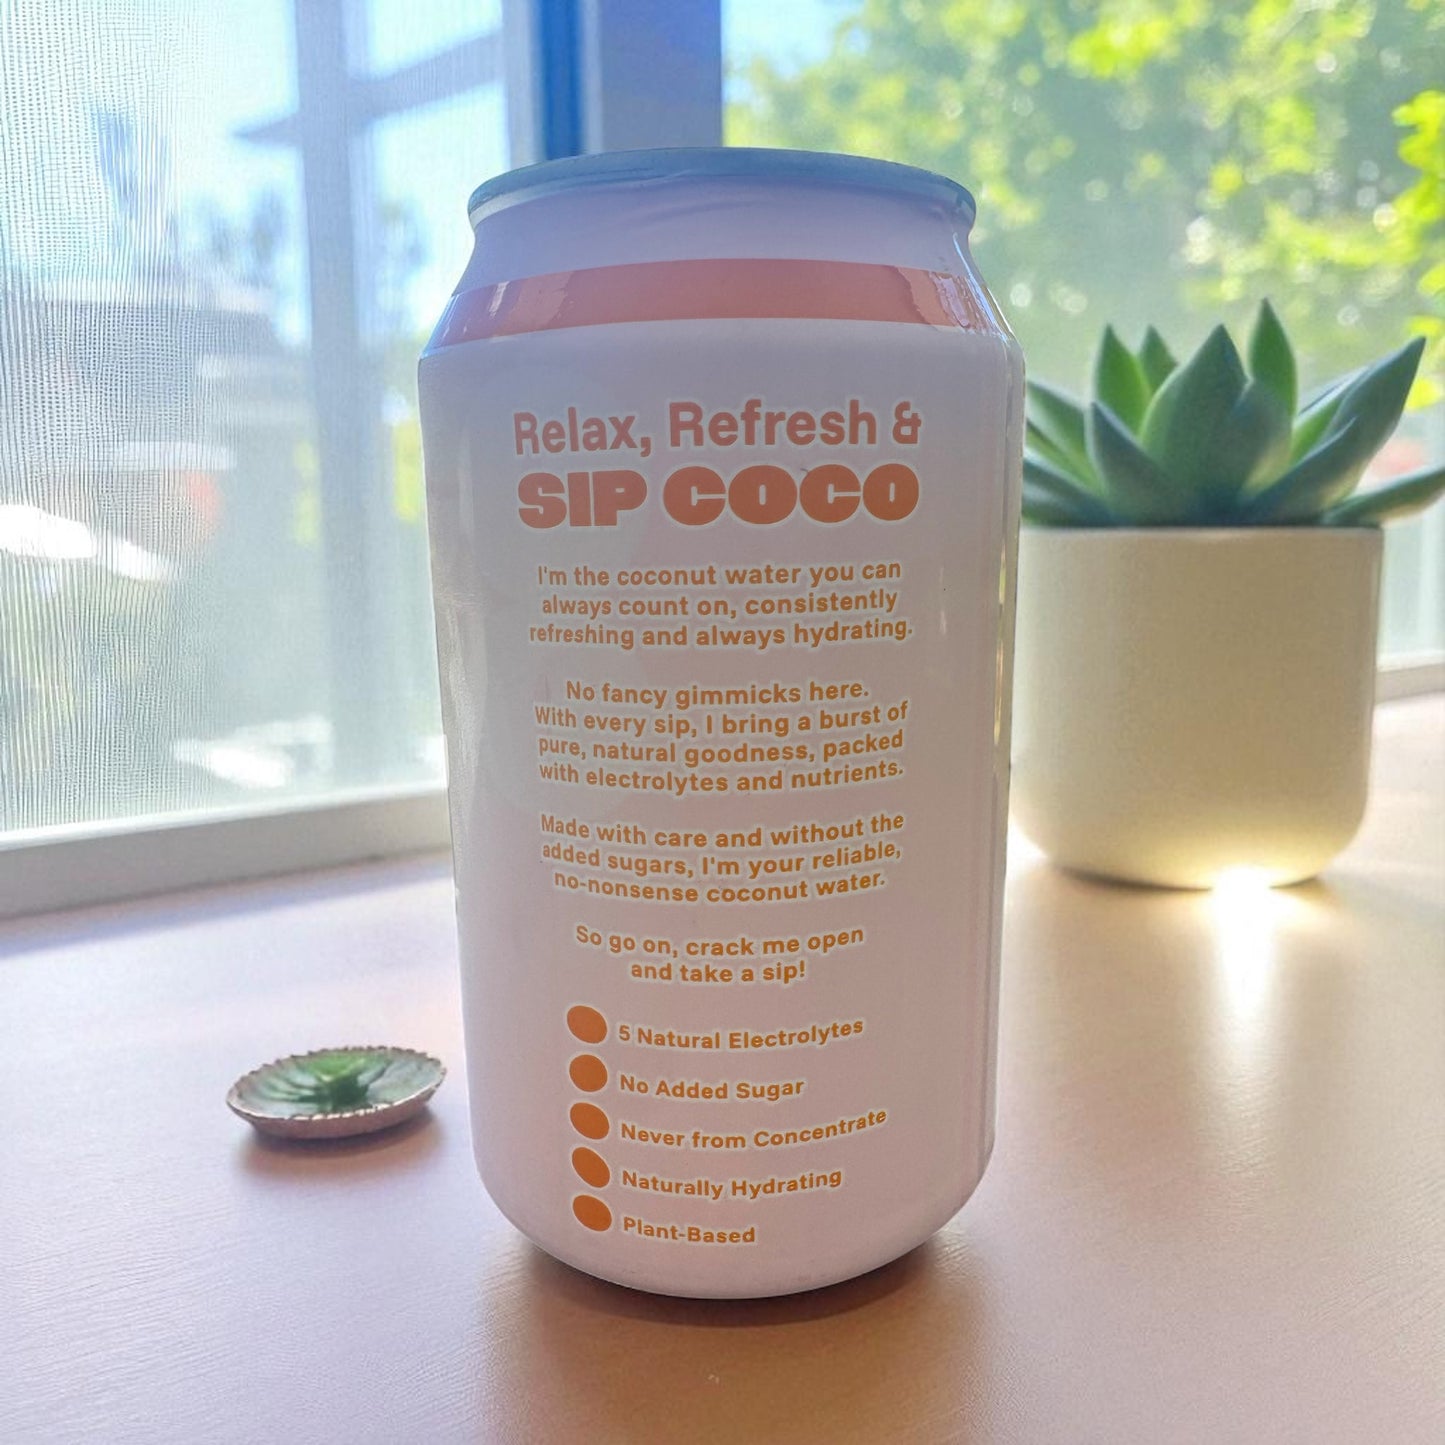 Relax, Refresh &
SIP COCO
I'm the coconut water you can
always count on, consistently
refreshing and always hydrating.
No fancy gimmicks here.
With every sip, I bring a burst of
pure, natural goodness, packed
with electrolytes and nutrients.
Made with care and without the
added sugars, I'm your reliable,
no-nonsense coconut water.
So go on, crack me open
and take a sip!
5 Natural Electrolytes
No Added Sugar
Never from Concentrate
Naturally Hydrating
Plant-Based